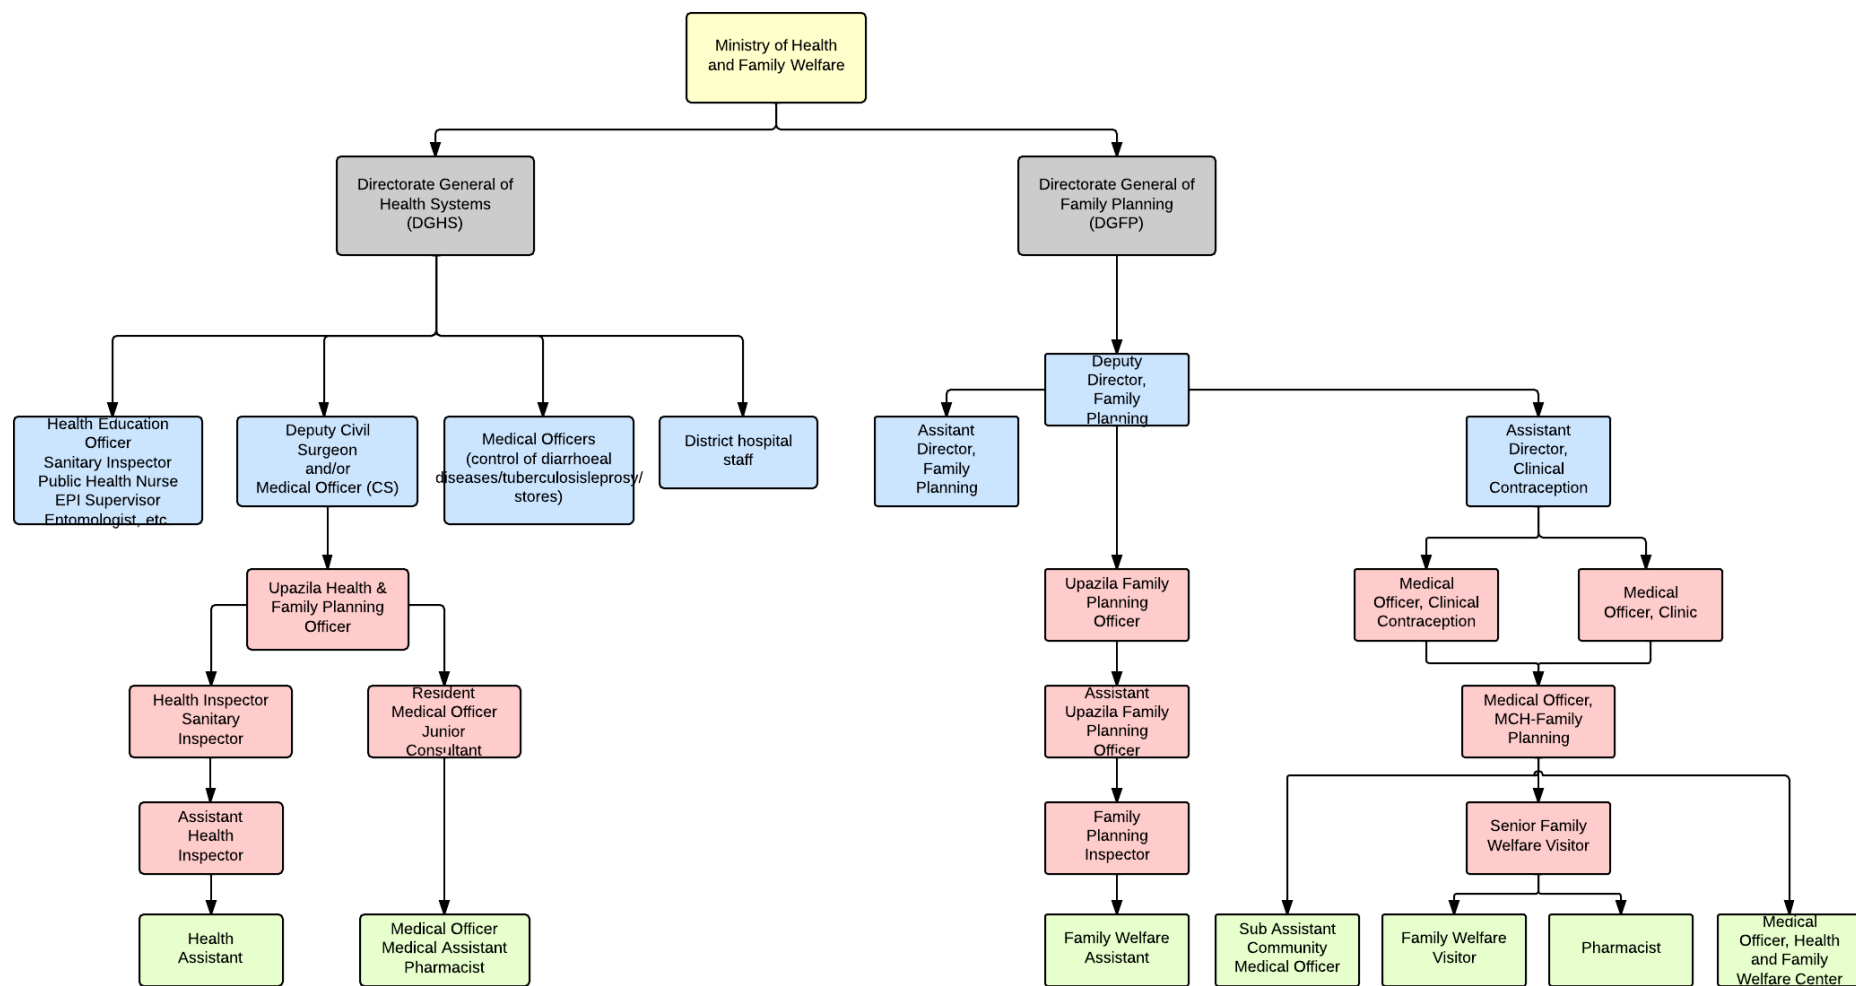 Ministry of Health
and Family Welfare
Directorate General of
Health Systems
(DGHS)
Directorate General of
Family Planning
(DGFP)
Health Education
Officer
Sanitary Inspector
Public Health Nurse
EPI Supervisor
Entomologist, etc
Deputy Civil
Surgeon
and/or
Medical Officer (CS)
Medical Officers
(control of diarrhoeal
diseases/tuberculosisleprosy/
stores)
District hospital
staff
Deputy
Director,
Family
Planning
Assitant
Director,
Family
Planning
Assistant
Director,
Clinical
Contraception
Upazila Health &
Family Planning
Officer
Upazila Family
Planning
Officer
Medical
Officer, Clinical
Contraception
Medical
Officer, Clinic
Health Inspector
Sanitary
Inspector
Resident
Medical Officer
Junior
Consultant
Assistant
Upazila Family
Planning
Officer
Medical Officer,
MCH-Family
Planning
Assistant
Health
Inspector
Family
Planning
Inspector
Senior Family
Welfare Visitor
Health
Assistant
Medical Officer
Medical Assistant
Pharmacist
Family Welfare
Assistant
Sub Assistant
Community
Medical Officer
Family Welfare
Visitor
Pharmacist
Medical
Officer, Health
and Family
Welfare Center